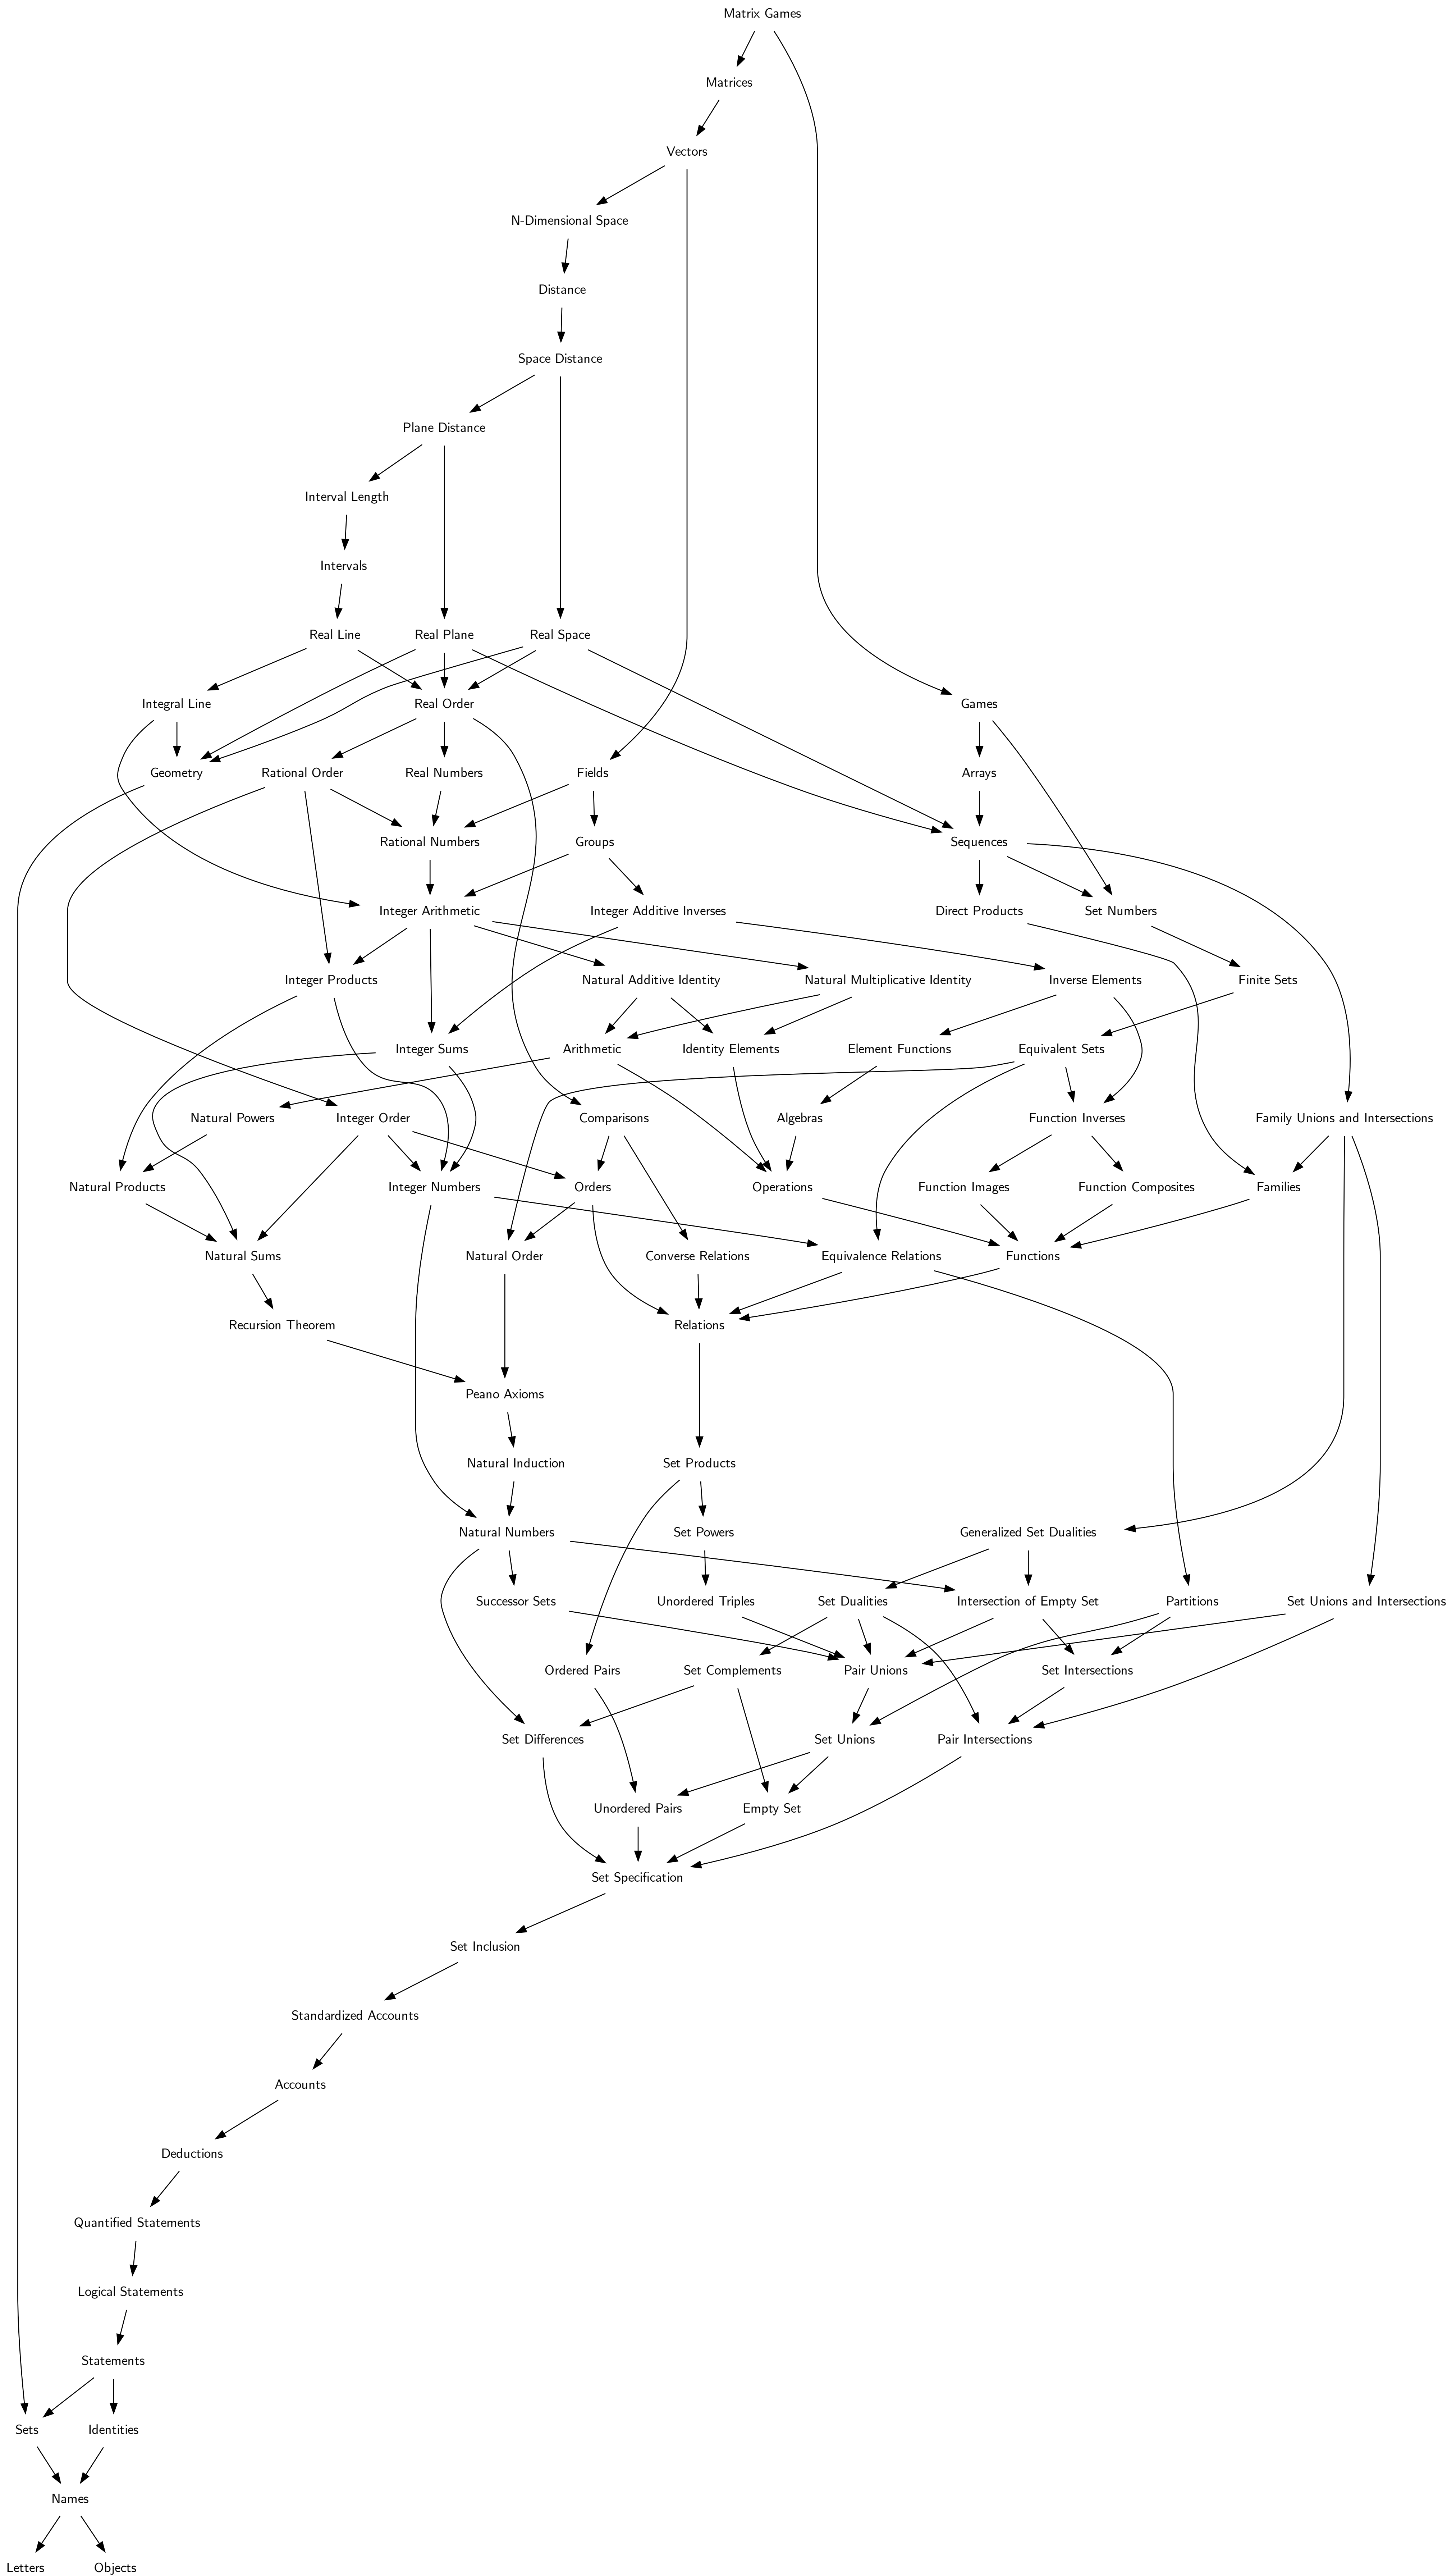 Matrix Games
Matrices
Vectors
N-Dimensional Space
Distance
Space Distance
Plane Distance
Interval Length
Intervals
Real Line
Real Plane
Real Space
Integral Line
Real Order
Games
Geometry
Rational Order
Real Numbers
Fields
Arrays
Rational Numbers
Groups
Sequences
Integer Arithmetic
Integer Additive Inverses
Direct Products
Set Numbers
Integer Products
Natural Additive Identity
Natural Multiplicative Identity
Inverse Elements
Finite Sets
Integer Sums
Arithmetic
Identity Elements
Element Functions
Equivalent Sets
Natural Powers
Integer Order
Comparisons
Algebras
Function Inverses
Family Unions and Intersections
Natural Products
Integer Numbers
Orders
Operations
Function Images
Function Composites
Families
Natural Sums
Natural Order
Converse Relations
Equivalence Relations
Functions
Recursion Theorem
Relations
Peano Axioms
Natural Induction
Set Products
Natural Numbers
Set Powers
Generalized Set Dualities
Successor Sets
Unordered Triples
Set Dualities
Intersection of Empty Set
Partitions
Set Unions and Intersections
Ordered Pairs
Set Complements
Pair Unions
Set Intersections
Set Differences
Set Unions
Pair Intersections
Unordered Pairs
Empty Set
Set Specification
Set Inclusion
Standardized Accounts
Accounts
Deductions
Quantified Statements
Logical Statements
Statements
Sets
Identities
Names
Letters
Objects